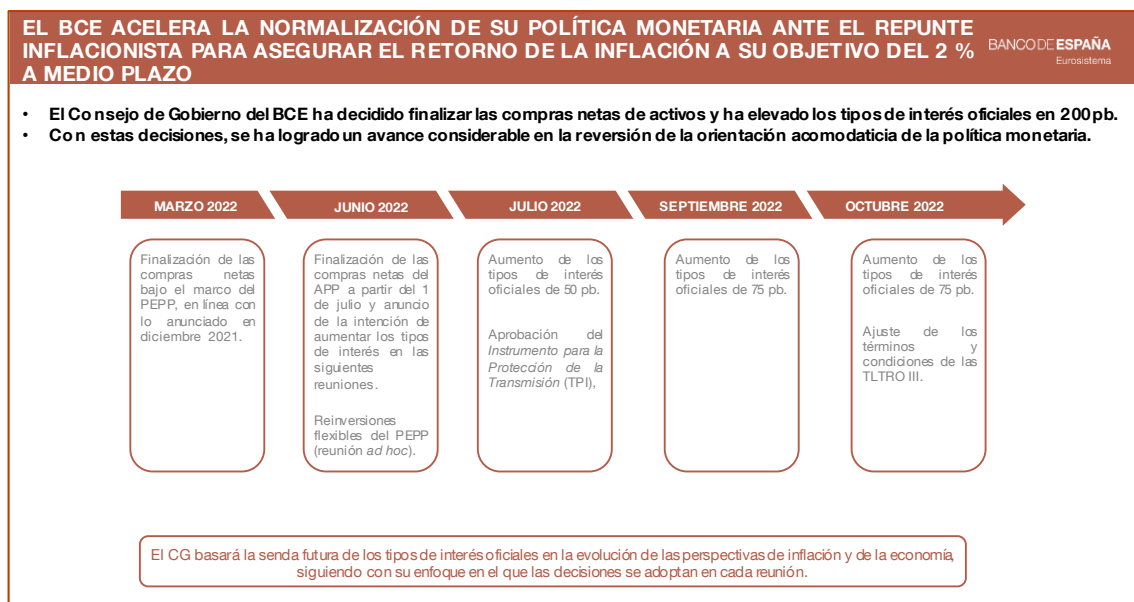 EL BCE ACELERA LA NORMALIZACIÓN DE SU POLÍTICA MONETARIA ANTE EL REPUNTE
INFLACIONISTA PARA ASEGURAR EL RETORNO DE LA INFLACIÓN A SU OBJETIVO DEL 2 %
A MEDIO PLAZO
BANCO DE ESPAÑA
Eurosistema
• El Consejo de Gobierno del BCE ha decidido finalizar las compras netas de activos y ha elevado los tipos de interés oficiales en 200pb.
• Con estas decisiones, se ha logrado un avance considerable en la reversión de la orientación acomodaticia de la política monetaria.
MARZO 2022
JUNIO 2022
JULIO 2022
SEPTIEMBRE 2022
OCTUBRE 2022
Finalización de las
compras netas
bajo el marco del
PEPP, en línea con
lo anunciado en
diciembre 2021.
Finalización de las
compras netas del
APP a partir del 1
de julio y anuncio
de la intención de
aumentar los tipos
de interés en las
siguientes
reuniones.
Reinversiones
flexibles del PEPP
(reunión ad hoc).
Aumento de los
tipos de interés
oficiales de 50 pb.
Aprobación del
Instrumento para la
Protección de la
Transmisión (TPI),
Aumento de los
tipos de interés
oficiales de 75 pb.
Aumento de los
tipos de interés
oficiales de 75 pb.
Ajuste de los
términos y
condiciones de las
TLTRO III.
El CG basará la senda futura de los tipos de interés oficiales en la evolución de las perspectivas de inflación y de la economía,
siguiendo con su enfoque en el que las decisiones se adoptan en cada reunión.